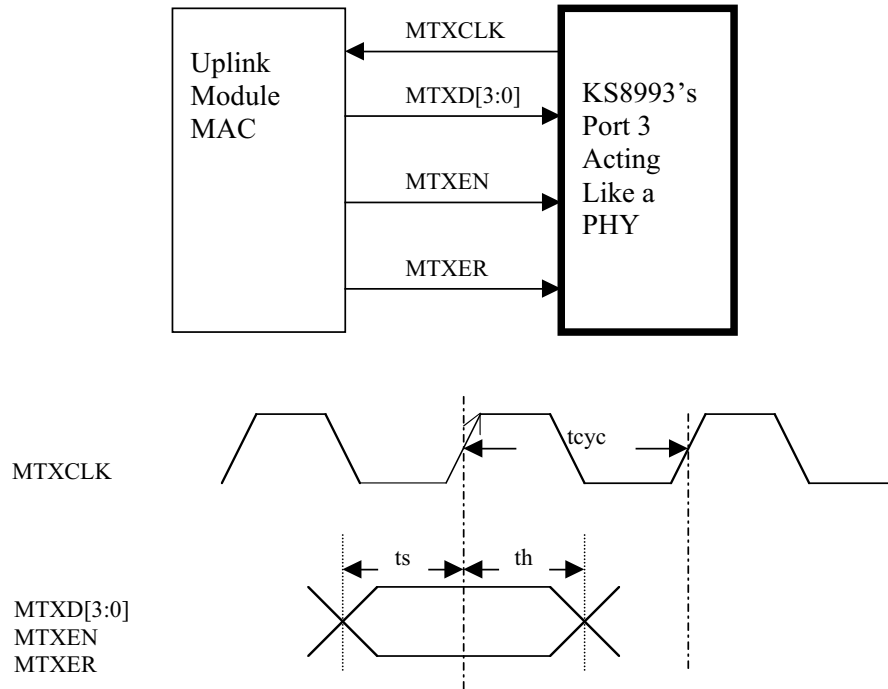 MTXCLK
Uplink
Module
MAC
MTXD[3:0]
MTXEN
MTXER
KS8993's
Port 3
Acting
Like a
PHY
tcyc
MTXCLK
ts
th
MTXD[3:0]
MTXEN
MTXER